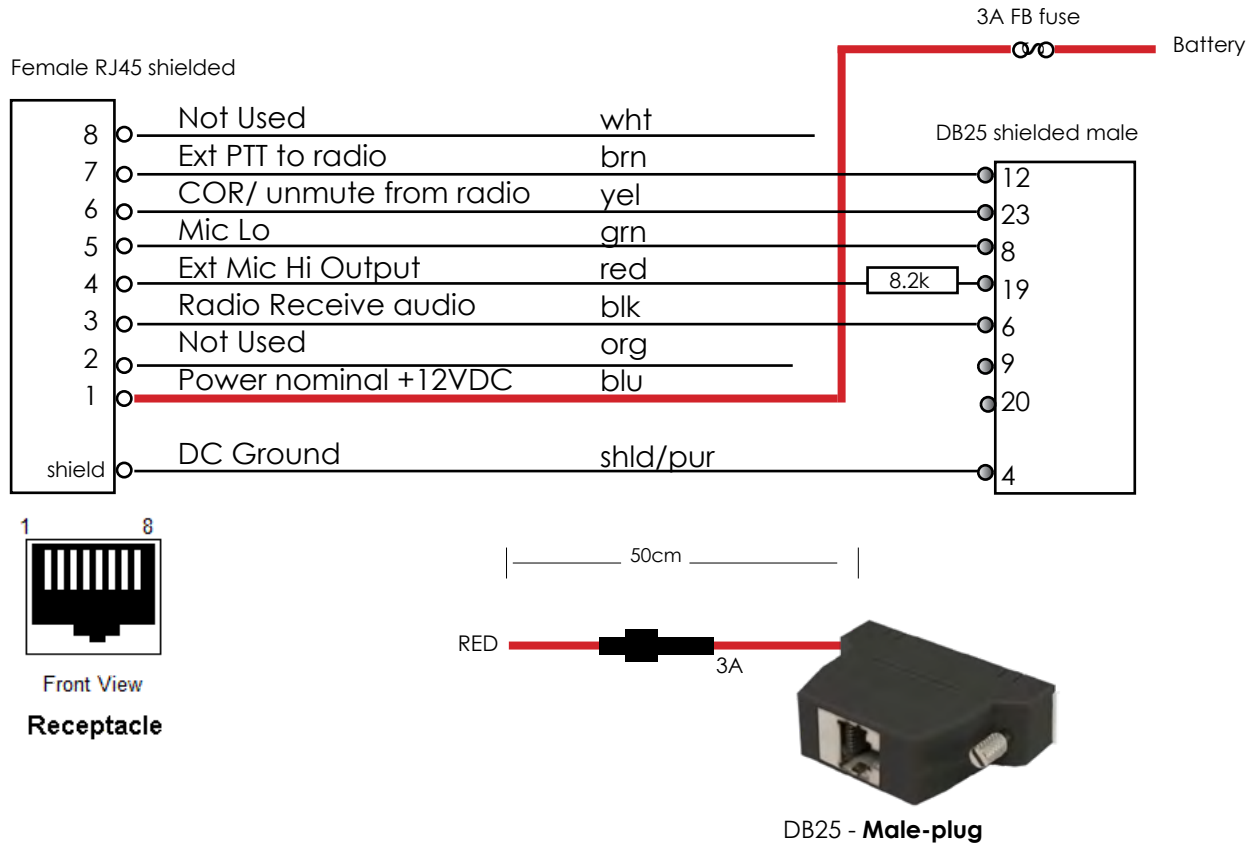 3A FB fuse
Battery
Female RJ45 shielded
DB25 shielded male
8 Not Used wht
7 Ext PTT to radio brn 12
6 COR/ unmute from radio yel 23
5 Mic Lo grn 8
4 Ext Mic Hi Output red 8.2k 19
3 Radio Receive audio blk 6
2 Not Used org 9
1 Power nominal +12VDC blu 20
shield DC Ground shld/pur 4
1 8
Front View
Receptacle
50cm
RED
3A
DB25 - Male-plug